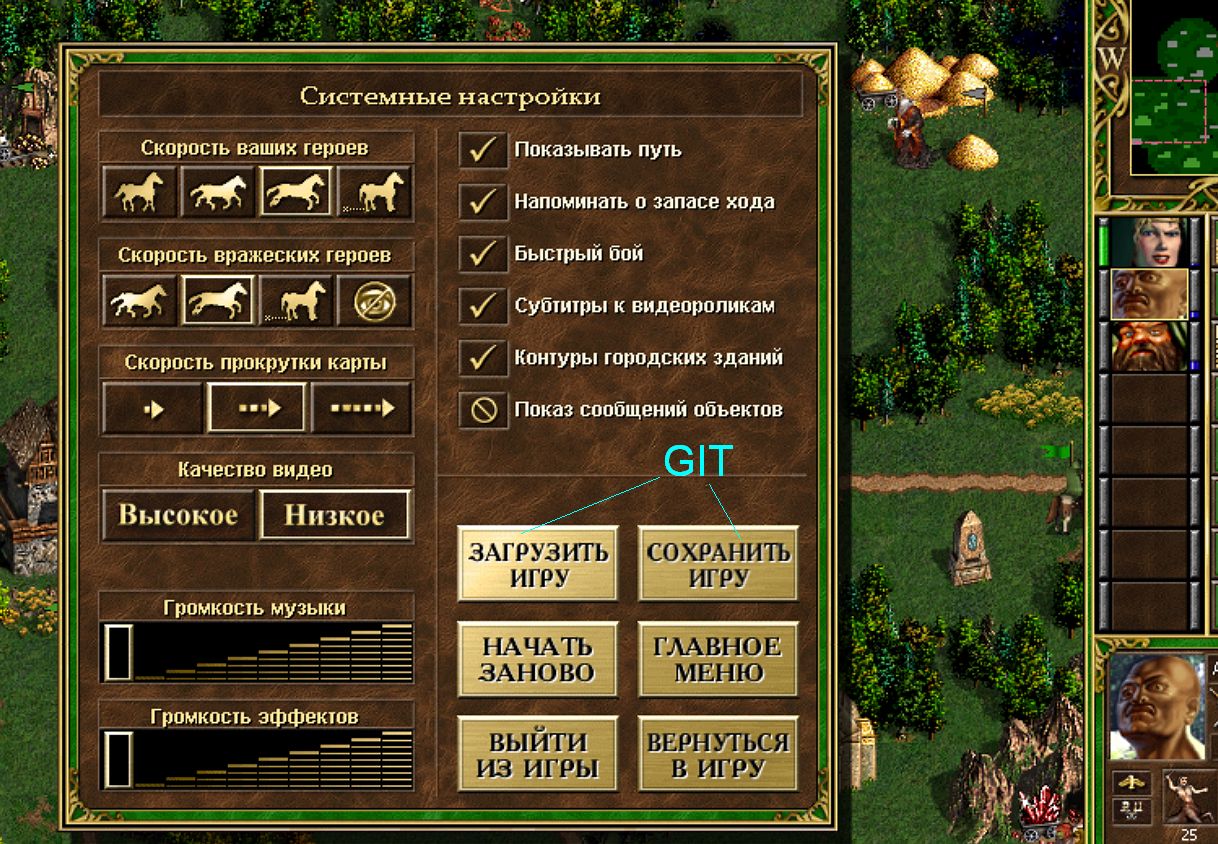 Системные настройки
Скорость ваших героев
Скорость вражеских героев
Скорость прокрутки карты
Качество видео
Высокое
Низкое
Громкость музыки
Громкость эффектов
Показывать путь
Напоминать о запасе хода
Быстрый бой
Субтитры к видеороликам
Контуры городских зданий
Показ сообщений объектов
GIT
ЗАГРУЗИТЬ
ИГРУ
СОХРАНИТЬ
ИГРУ
НАЧАТЬ
ЗАНОВО
ГЛАВНОЕ
МЕНЮ
ВЫЙТИ
ИЗ ИГРЫ
ВЕРНУТЬСЯ
В ИГРУ
W
25